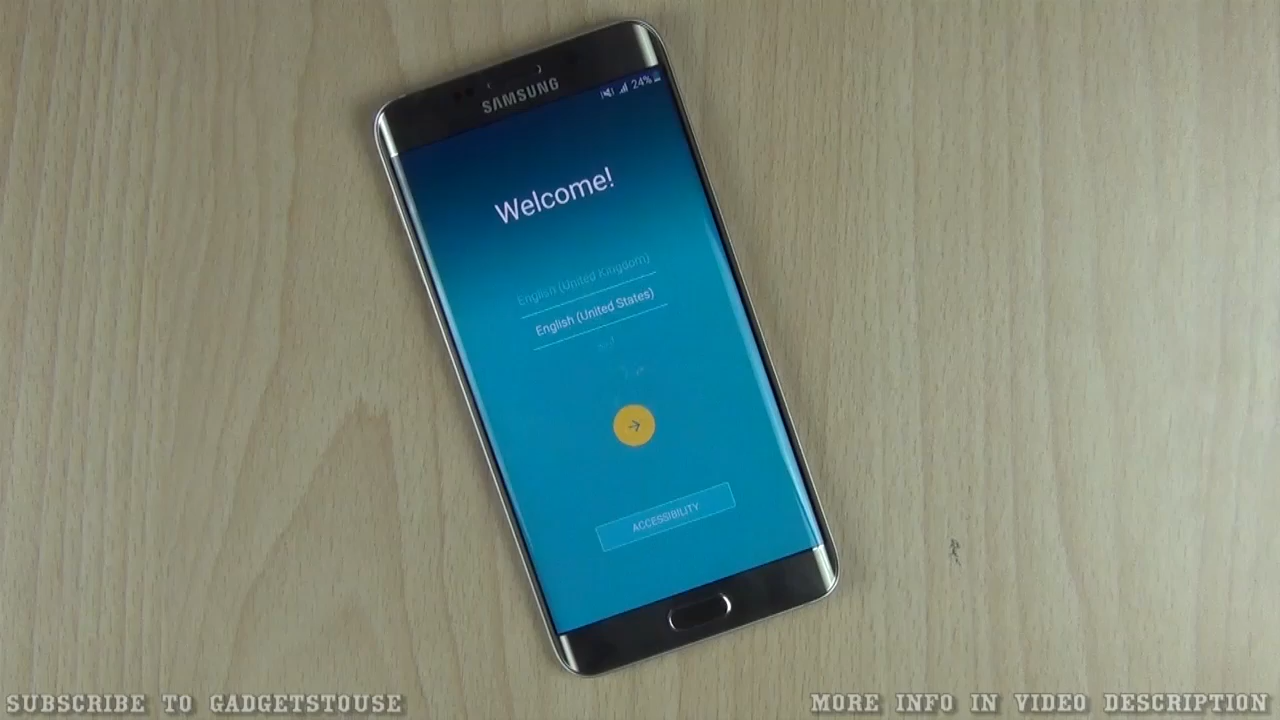 SAMSUNG
24%
Welcome!
English (United Kingdom)
English (United States)
ACCESSIBILITY
SUBSCRIBE TO GADGETSTOUSE
MORE INFO IN VIDEO DESCRIPTION